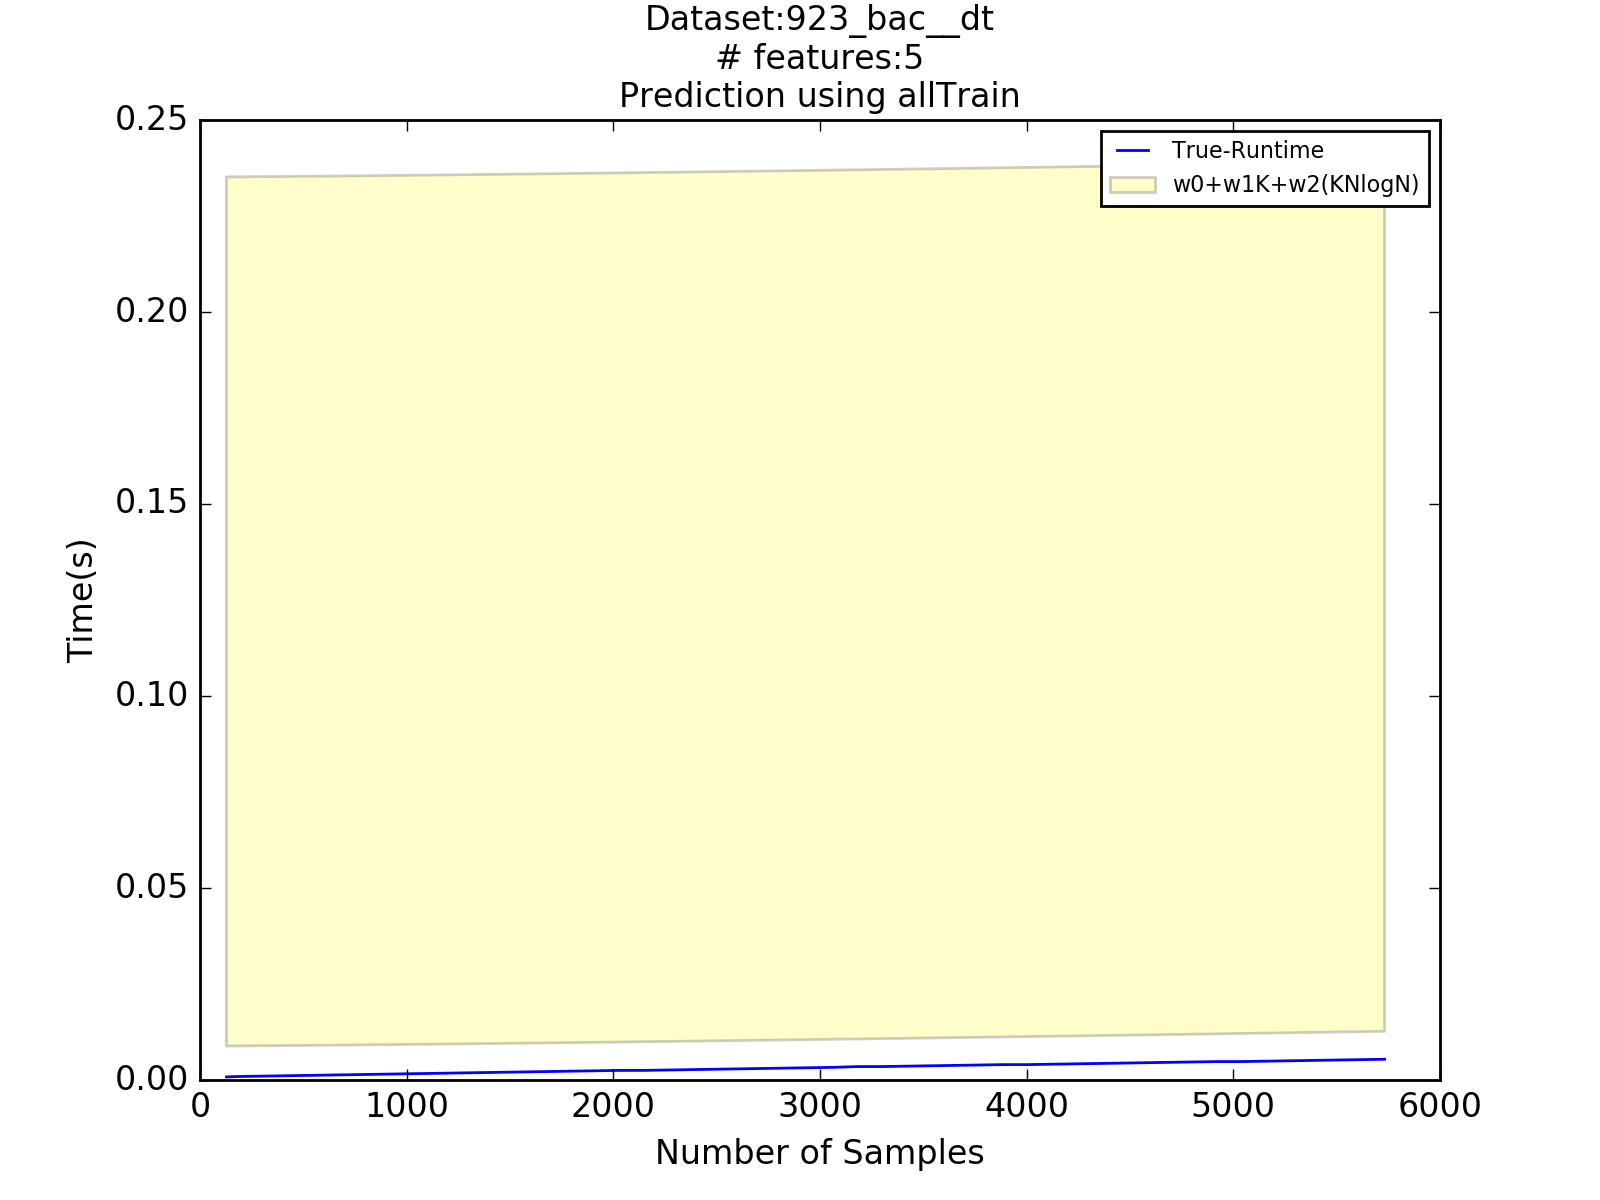 Dataset:923_bac__dt
# features:5
Prediction using allTrain
True-Runtime
w0+w1K+w2(KNlogN)
0.25
0.20
0.15
0.10
0.05
0.00
Time(s)
0 1000 2000 3000 4000 5000 6000
Number of Samples